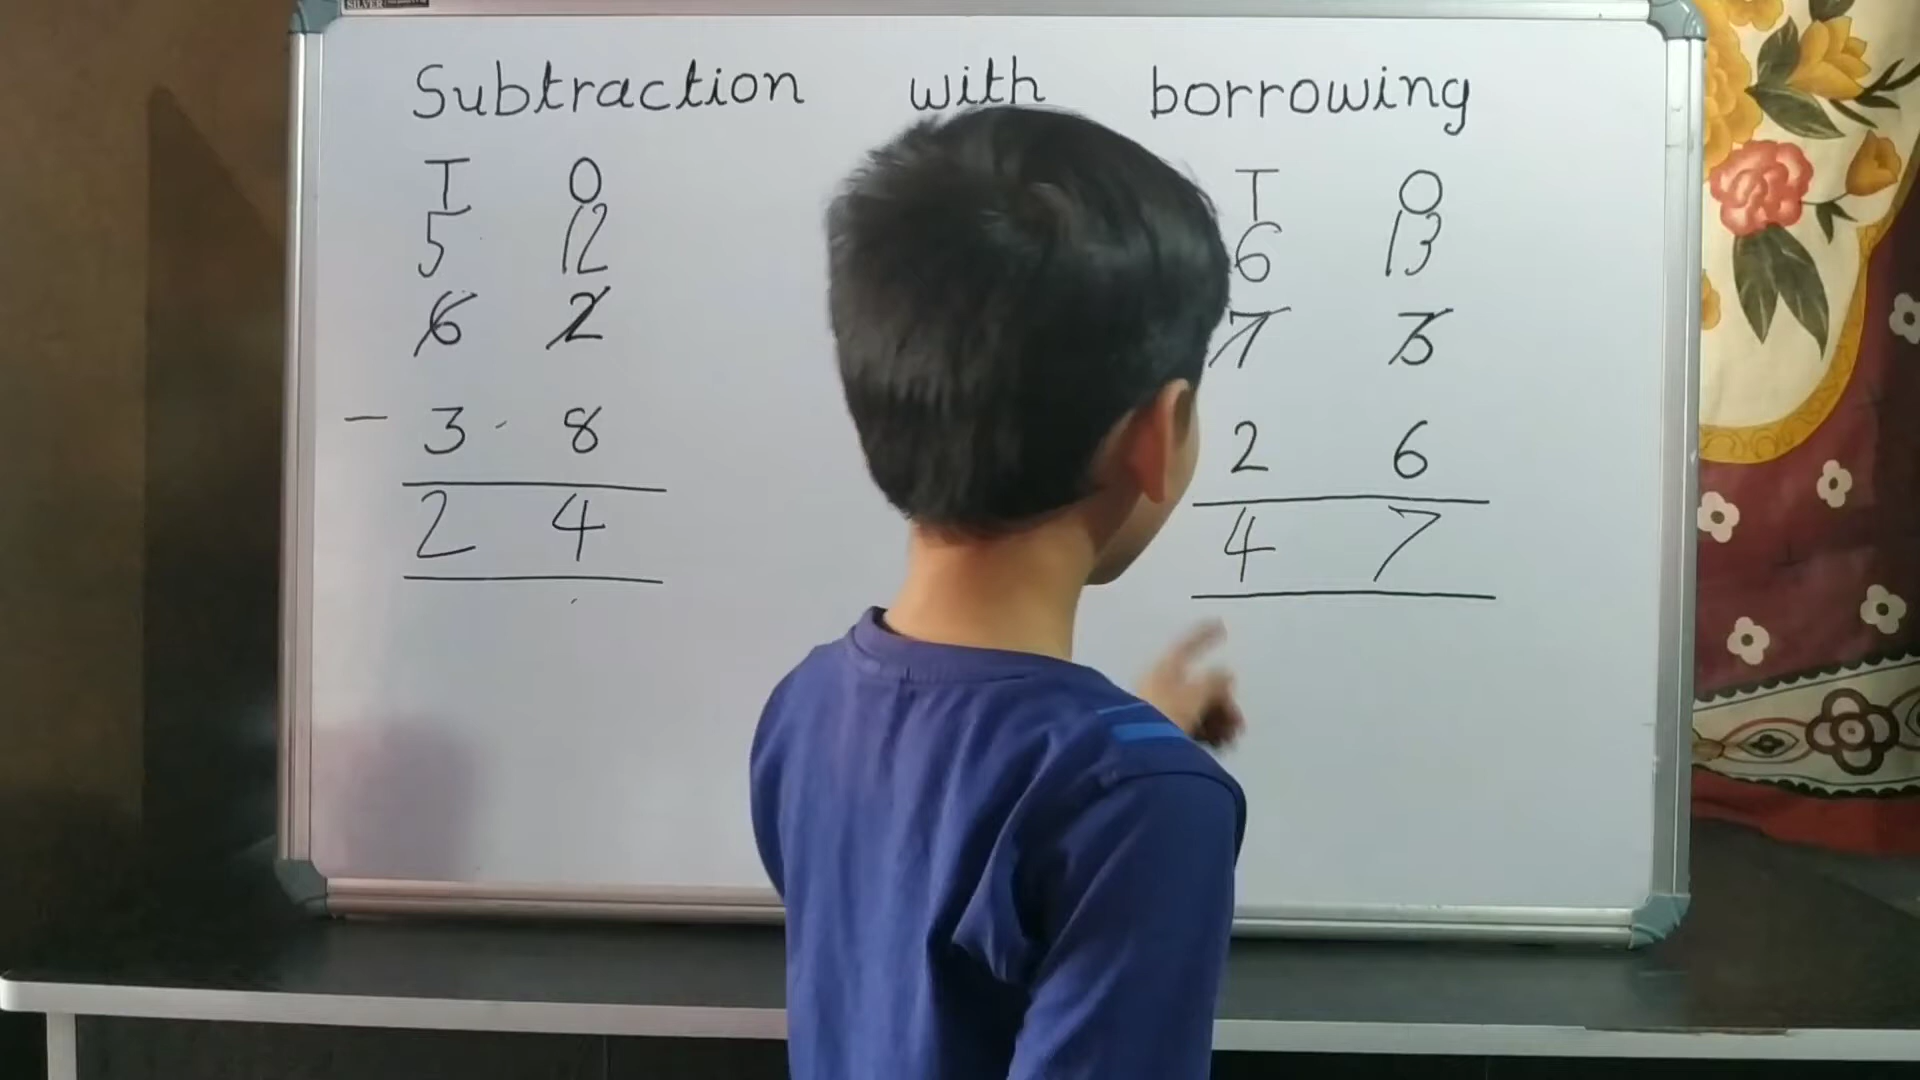 SILVER
Subtraction with borrowing
T O T O
5 12 6 13
6 2 7 3
- 3 8 2 6
2 4 4 7